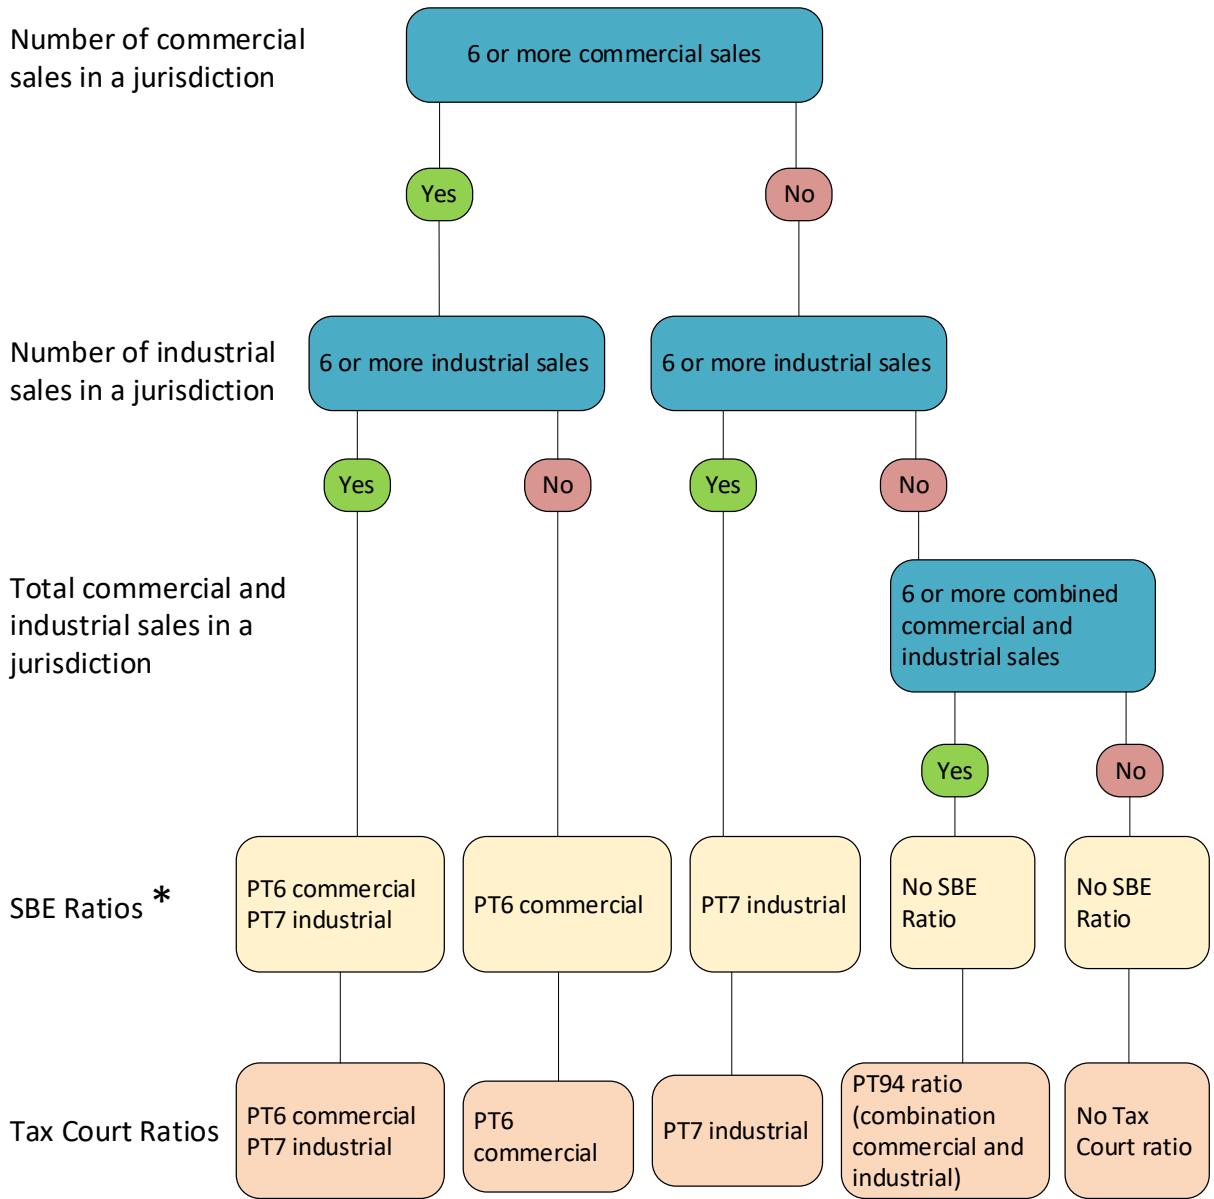 Number of commercial
sales in a jurisdiction
6 or more commercial sales
Yes
No
Number of industrial
sales in a jurisdiction
6 or more industrial sales
6 or more industrial sales
Yes
No
Yes
No
Total commercial and
industrial sales in a
jurisdiction
6 or more combined
commercial and
industrial sales
Yes
No
SBE Ratios *
PT6 commercial
PT7 industrial
PT6 commercial
PT7 industrial
No SBE
Ratio
No SBE
Ratio
Tax Court Ratios
PT6 commercial
PT7 industrial
PT6
commercial
PT7 industrial
PT94 ratio
(combination
commercial and
industrial)
No Tax
Court ratio